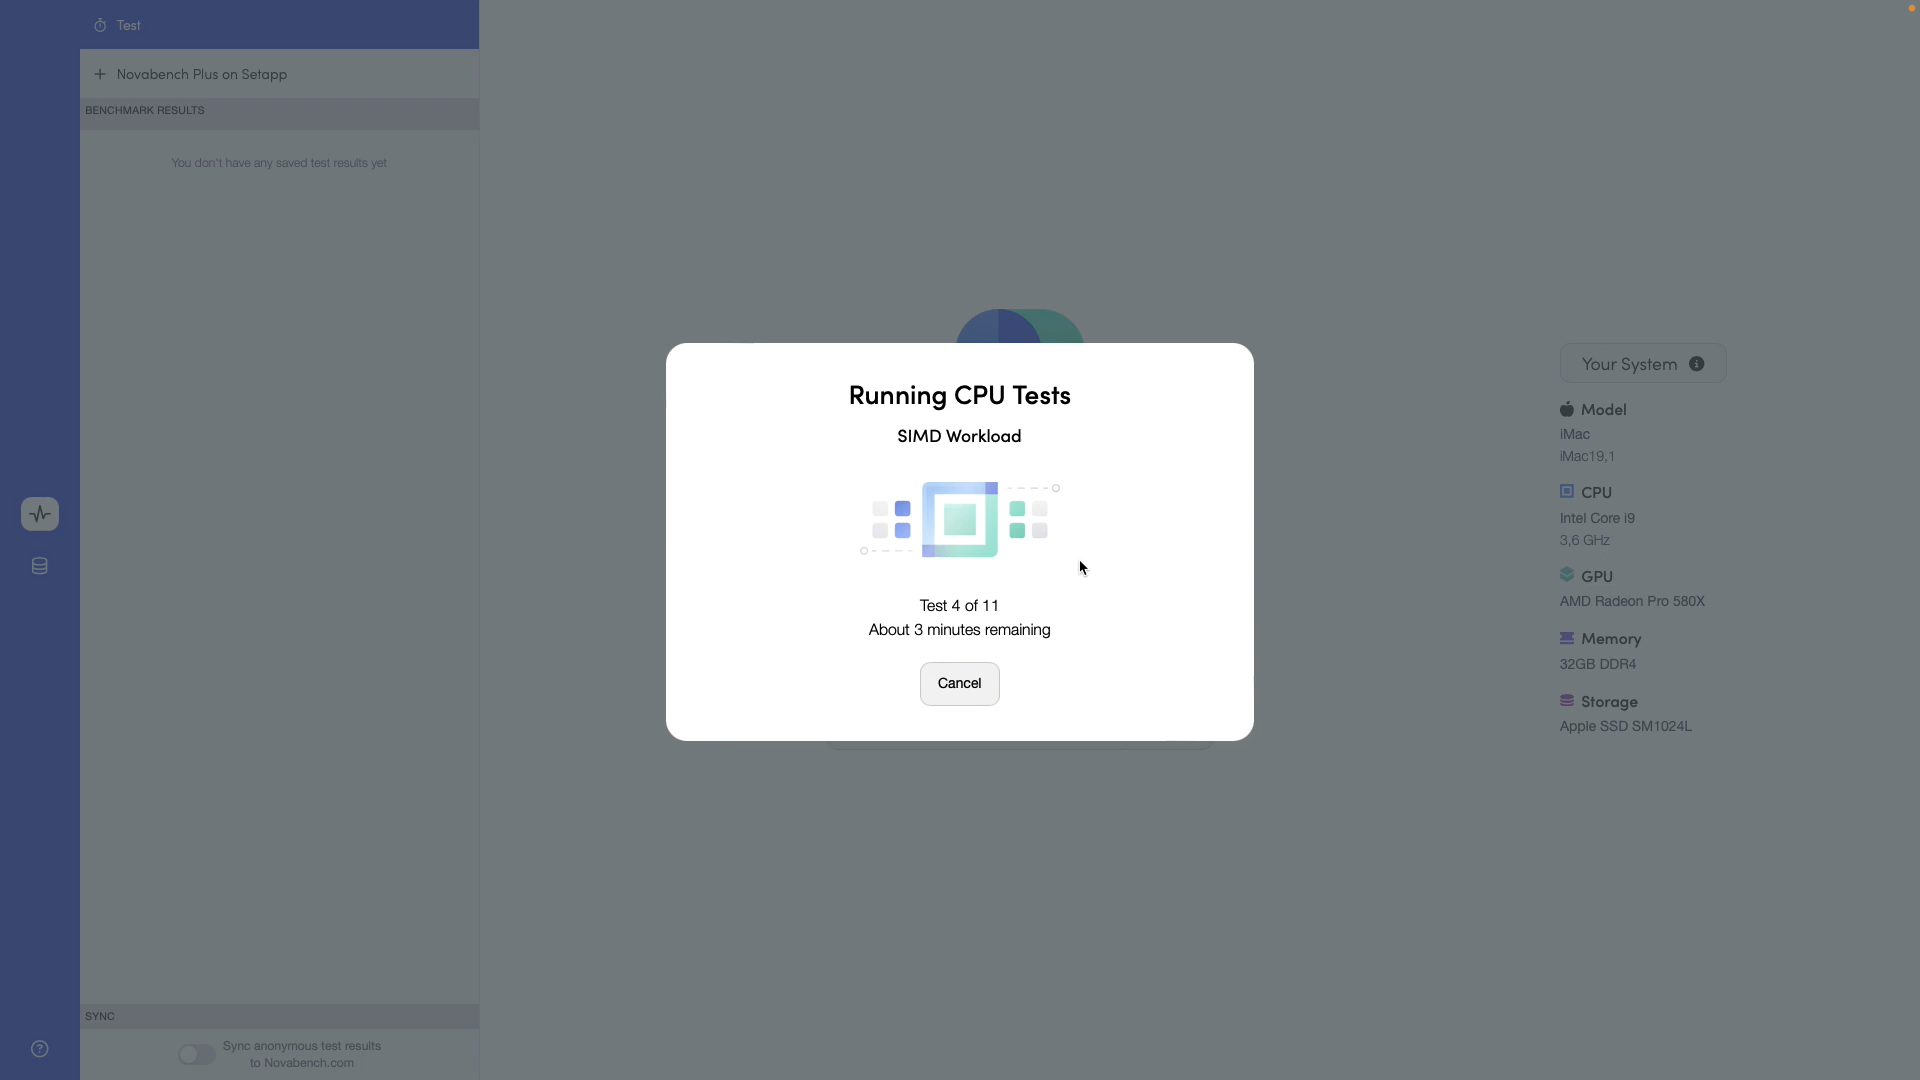 Test
Novabench Plus on Setapp
BENCHMARK RESULTS
You don't have any saved test results yet
Running CPU Tests
SIMD Workload
Test 4 of 11
About 3 minutes remaining
Cancel
Your System
Model
iMac
iMac19,1
CPU
Intel Core i9
3,6 GHz
GPU
AMD Radeon Pro 580X
Memory
32GB DDR4
Storage
Apple SSD SM1024L
SYNC
Sync anonymous test results
to Novabench.com